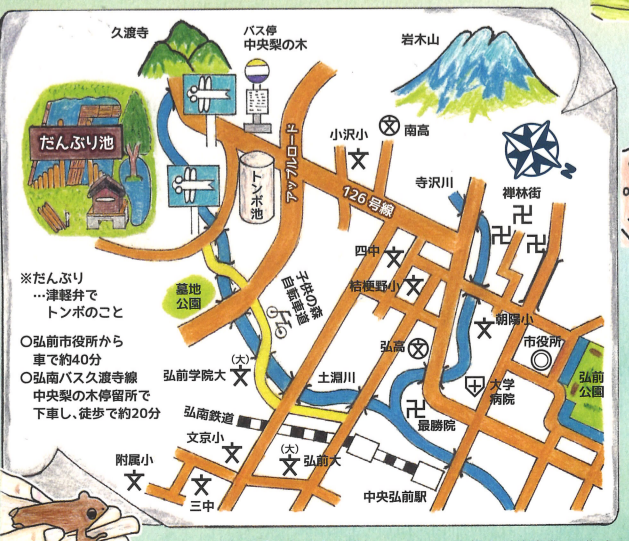 久渡寺
バス停
中央梨の木
岩木山
だんぶり池
トンボ池
アップルロード
小沢小
南高
126号線
寺沢川
禅林街
四中
桔梗野小
※だんぶり
…津軽弁で
トンボのこと
墓地
公園
子供の森
自転車道
朝陽小
市役所
○弘前市役所から
車で約40分
○弘南バス久渡寺線
中央梨の木停留所で
下車し、徒歩で約20分
弘高
弘前
公園
(大)
弘前学院大
土淵川
大学
病院
弘南鉄道
最勝院
文京小
(大)
弘前大
附属小
三中
中央弘前駅
N